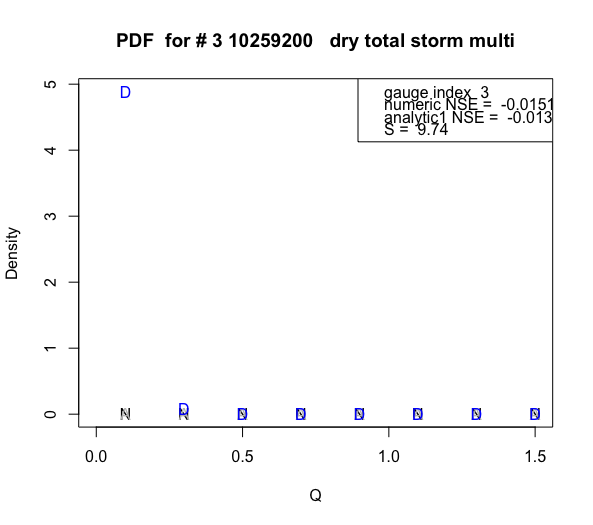 PDF  for # 3 10259200   dry total storm multi
gauge index  3
numeric NSE =  -0.0151
analytic1 NSE =  -0.013
S =  9.74
Density
5
4
3
2
1
0
D
N D D D D D D D
N N N N N N N
0.0 0.5 1.0 1.5
Q